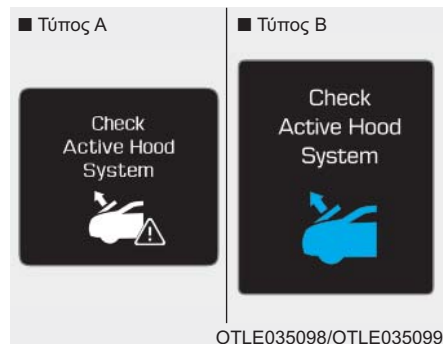 ■ Τύπος A
Check
Active Hood
System
■ Τύπος B
Check
Active Hood
System
OTLE035098/OTLE035099